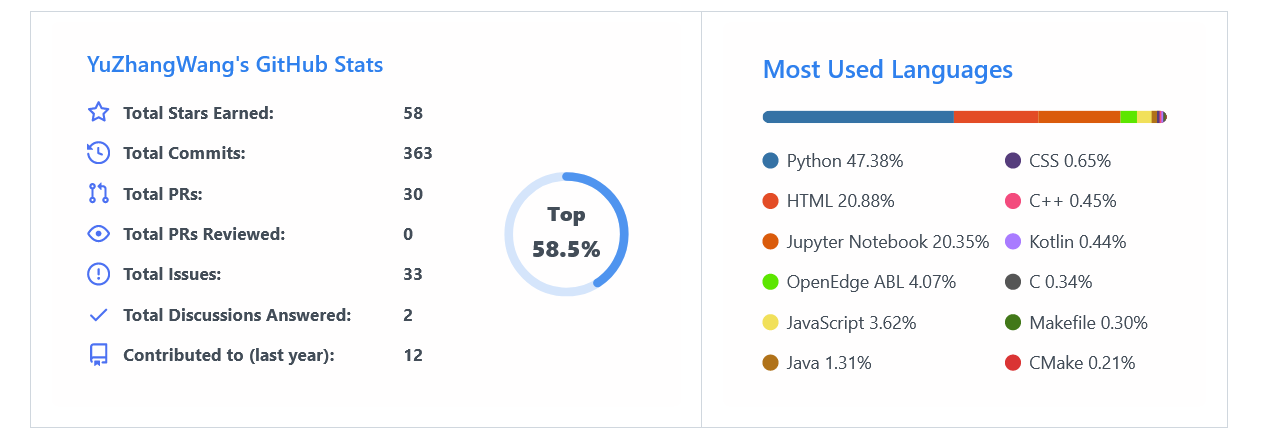 YuZhangWang's GitHub Stats
Total Stars Earned: 58
Total Commits: 363
Total PRs: 30
Total PRs Reviewed: 0
Total Issues: 33
Total Discussions Answered: 2
Contributed to (last year): 12
Top
58.5%
Most Used Languages
Python 47.38%
HTML 20.88%
Jupyter Notebook 20.35%
OpenEdge ABL 4.07%
JavaScript 3.62%
Java 1.31%
CSS 0.65%
C++ 0.45%
Kotlin 0.44%
C 0.34%
Makefile 0.30%
CMake 0.21%